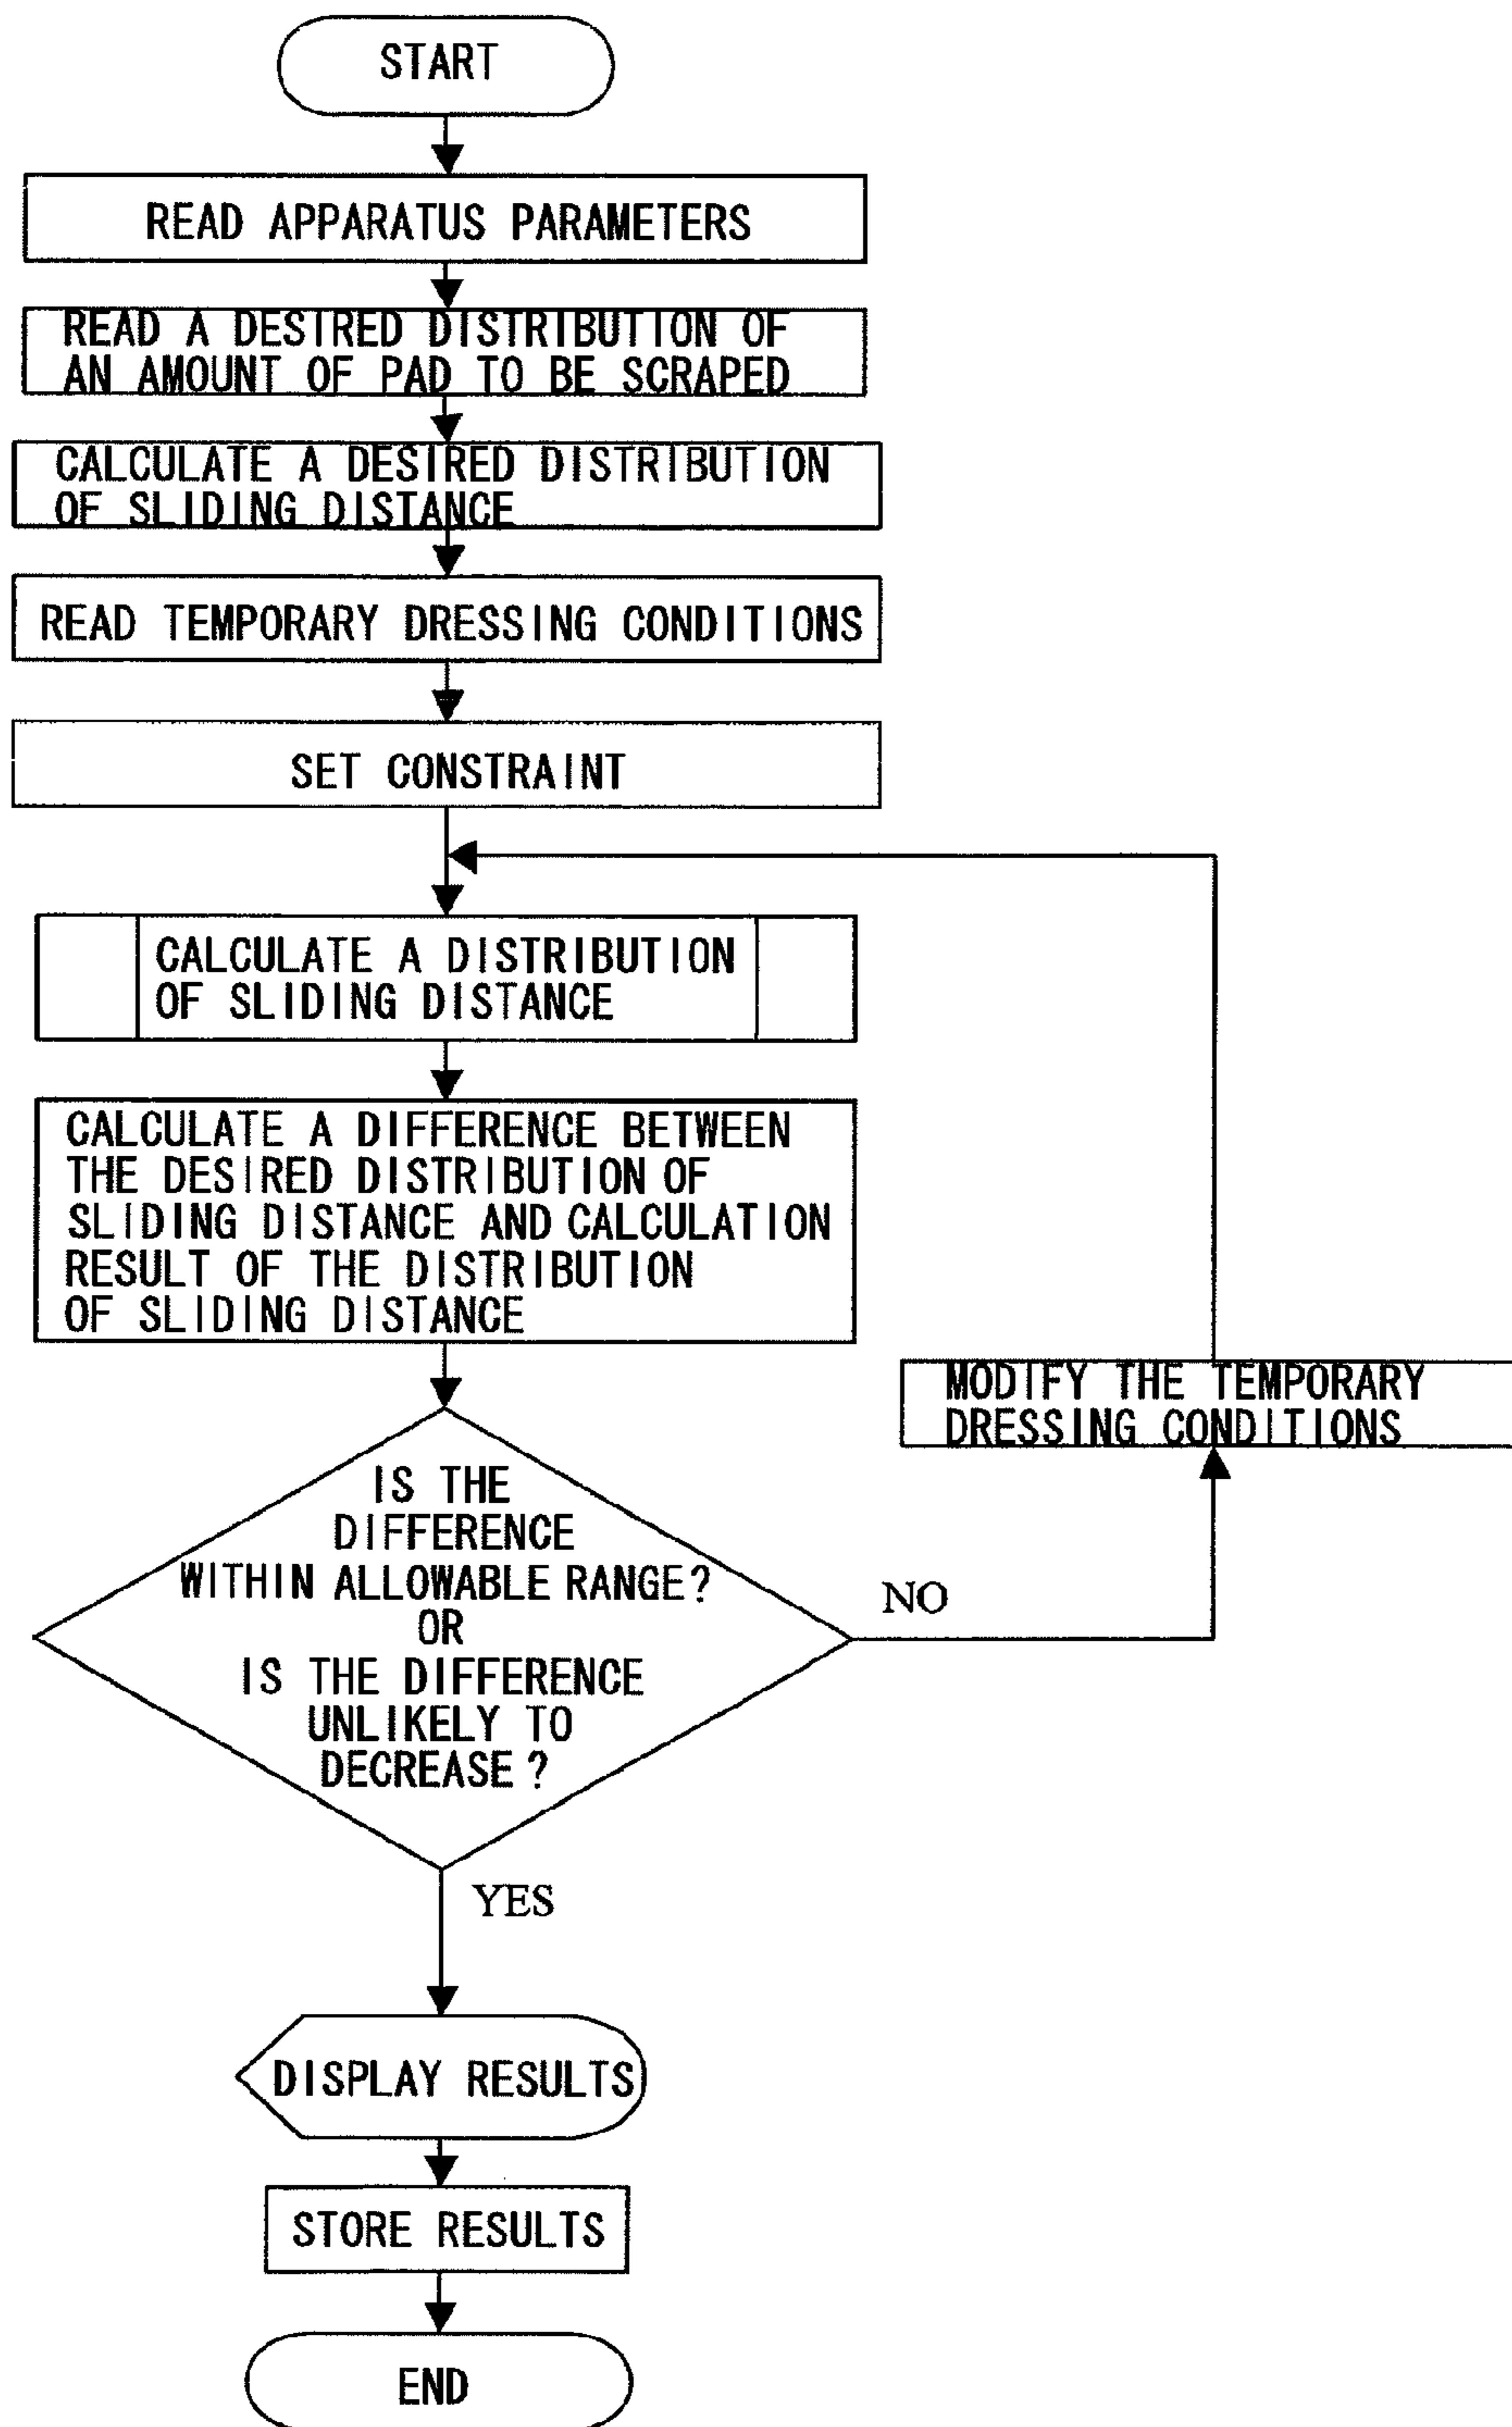 START
READ APPARATUS PARAMETERS
READ A DESIRED DISTRIBUTION OF
AN AMOUNT OF PAD TO BE SCRAPED
CALCULATE A DESIRED DISTRIBUTION
OF SLIDING DISTANCE
READ TEMPORARY DRESSING CONDITIONS
SET CONSTRAINT
CALCULATE A DISTRIBUTION
OF SLIDING DISTANCE
CALCULATE A DIFFERENCE BETWEEN
THE DESIRED DISTRIBUTION OF
SLIDING DISTANCE AND CALCULATION
RESULT OF THE DISTRIBUTION
OF SLIDING DISTANCE
MODIFY THE TEMPORARY
DRESSING CONDITIONS
IS THE
DIFFERENCE
WITHIN ALLOWABLE RANGE?
OR
IS THE DIFFERENCE
UNLIKELY TO
DECREASE?
NO
YES
DISPLAY RESULTS
STORE RESULTS
END